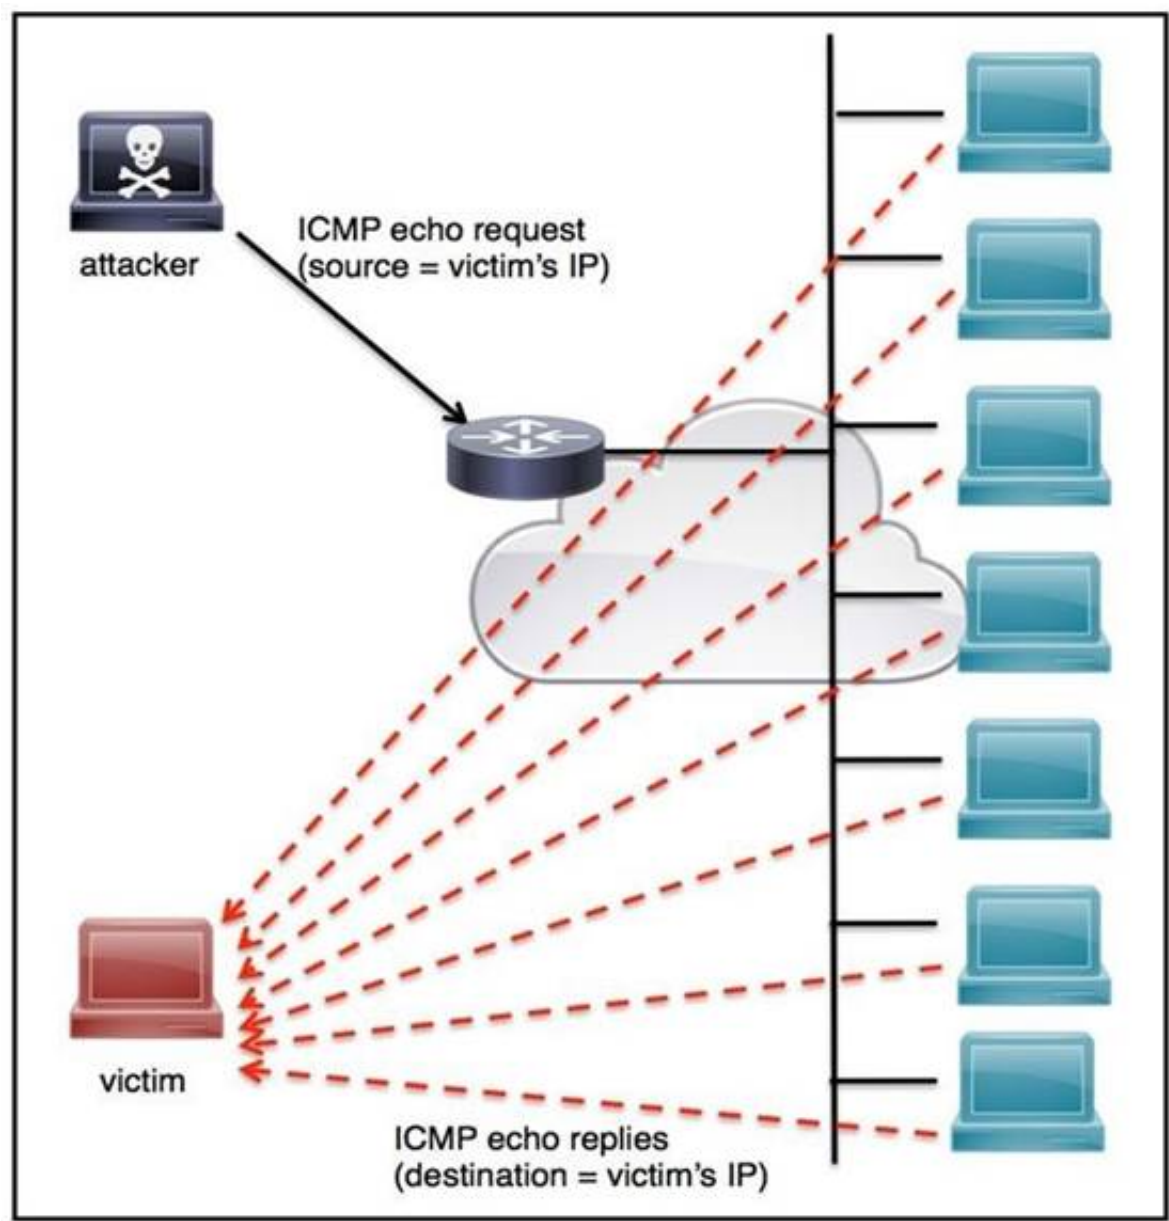 ICMP echo request
(source = victim's IP)
attacker
victim
ICMP echo replies
(destination = victim's IP)